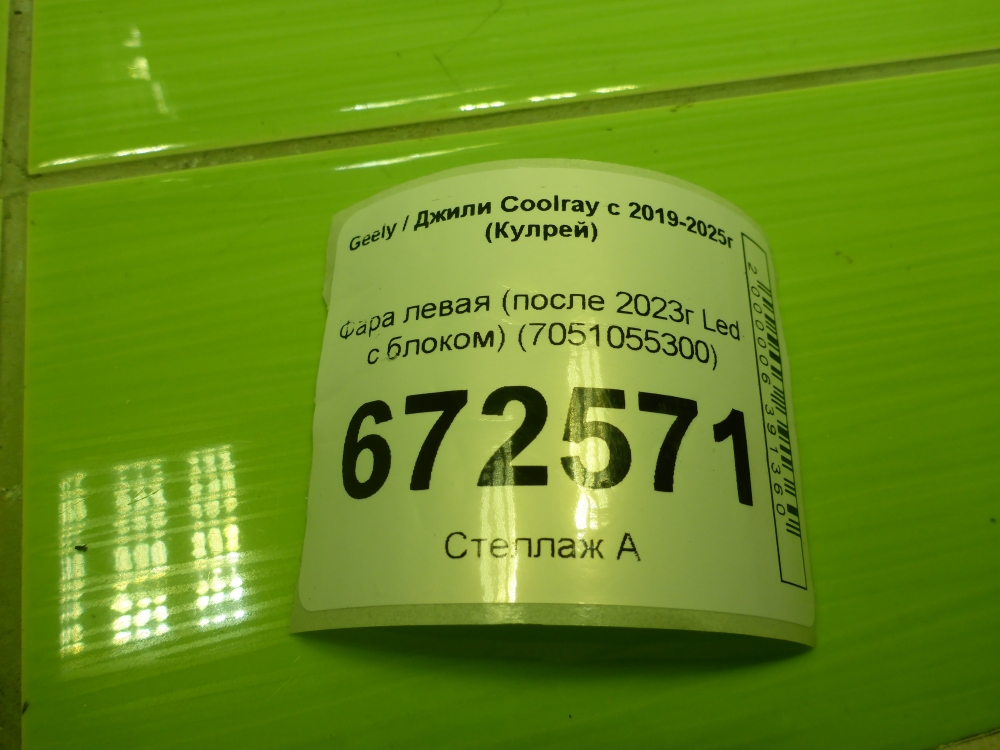 Geely / Джили Coolray с 2019-2025г
(Кулрей)
Фара левая (после 2023г Led
с блоком) (7051055300)
672571
Стеллаж А
2000006391360